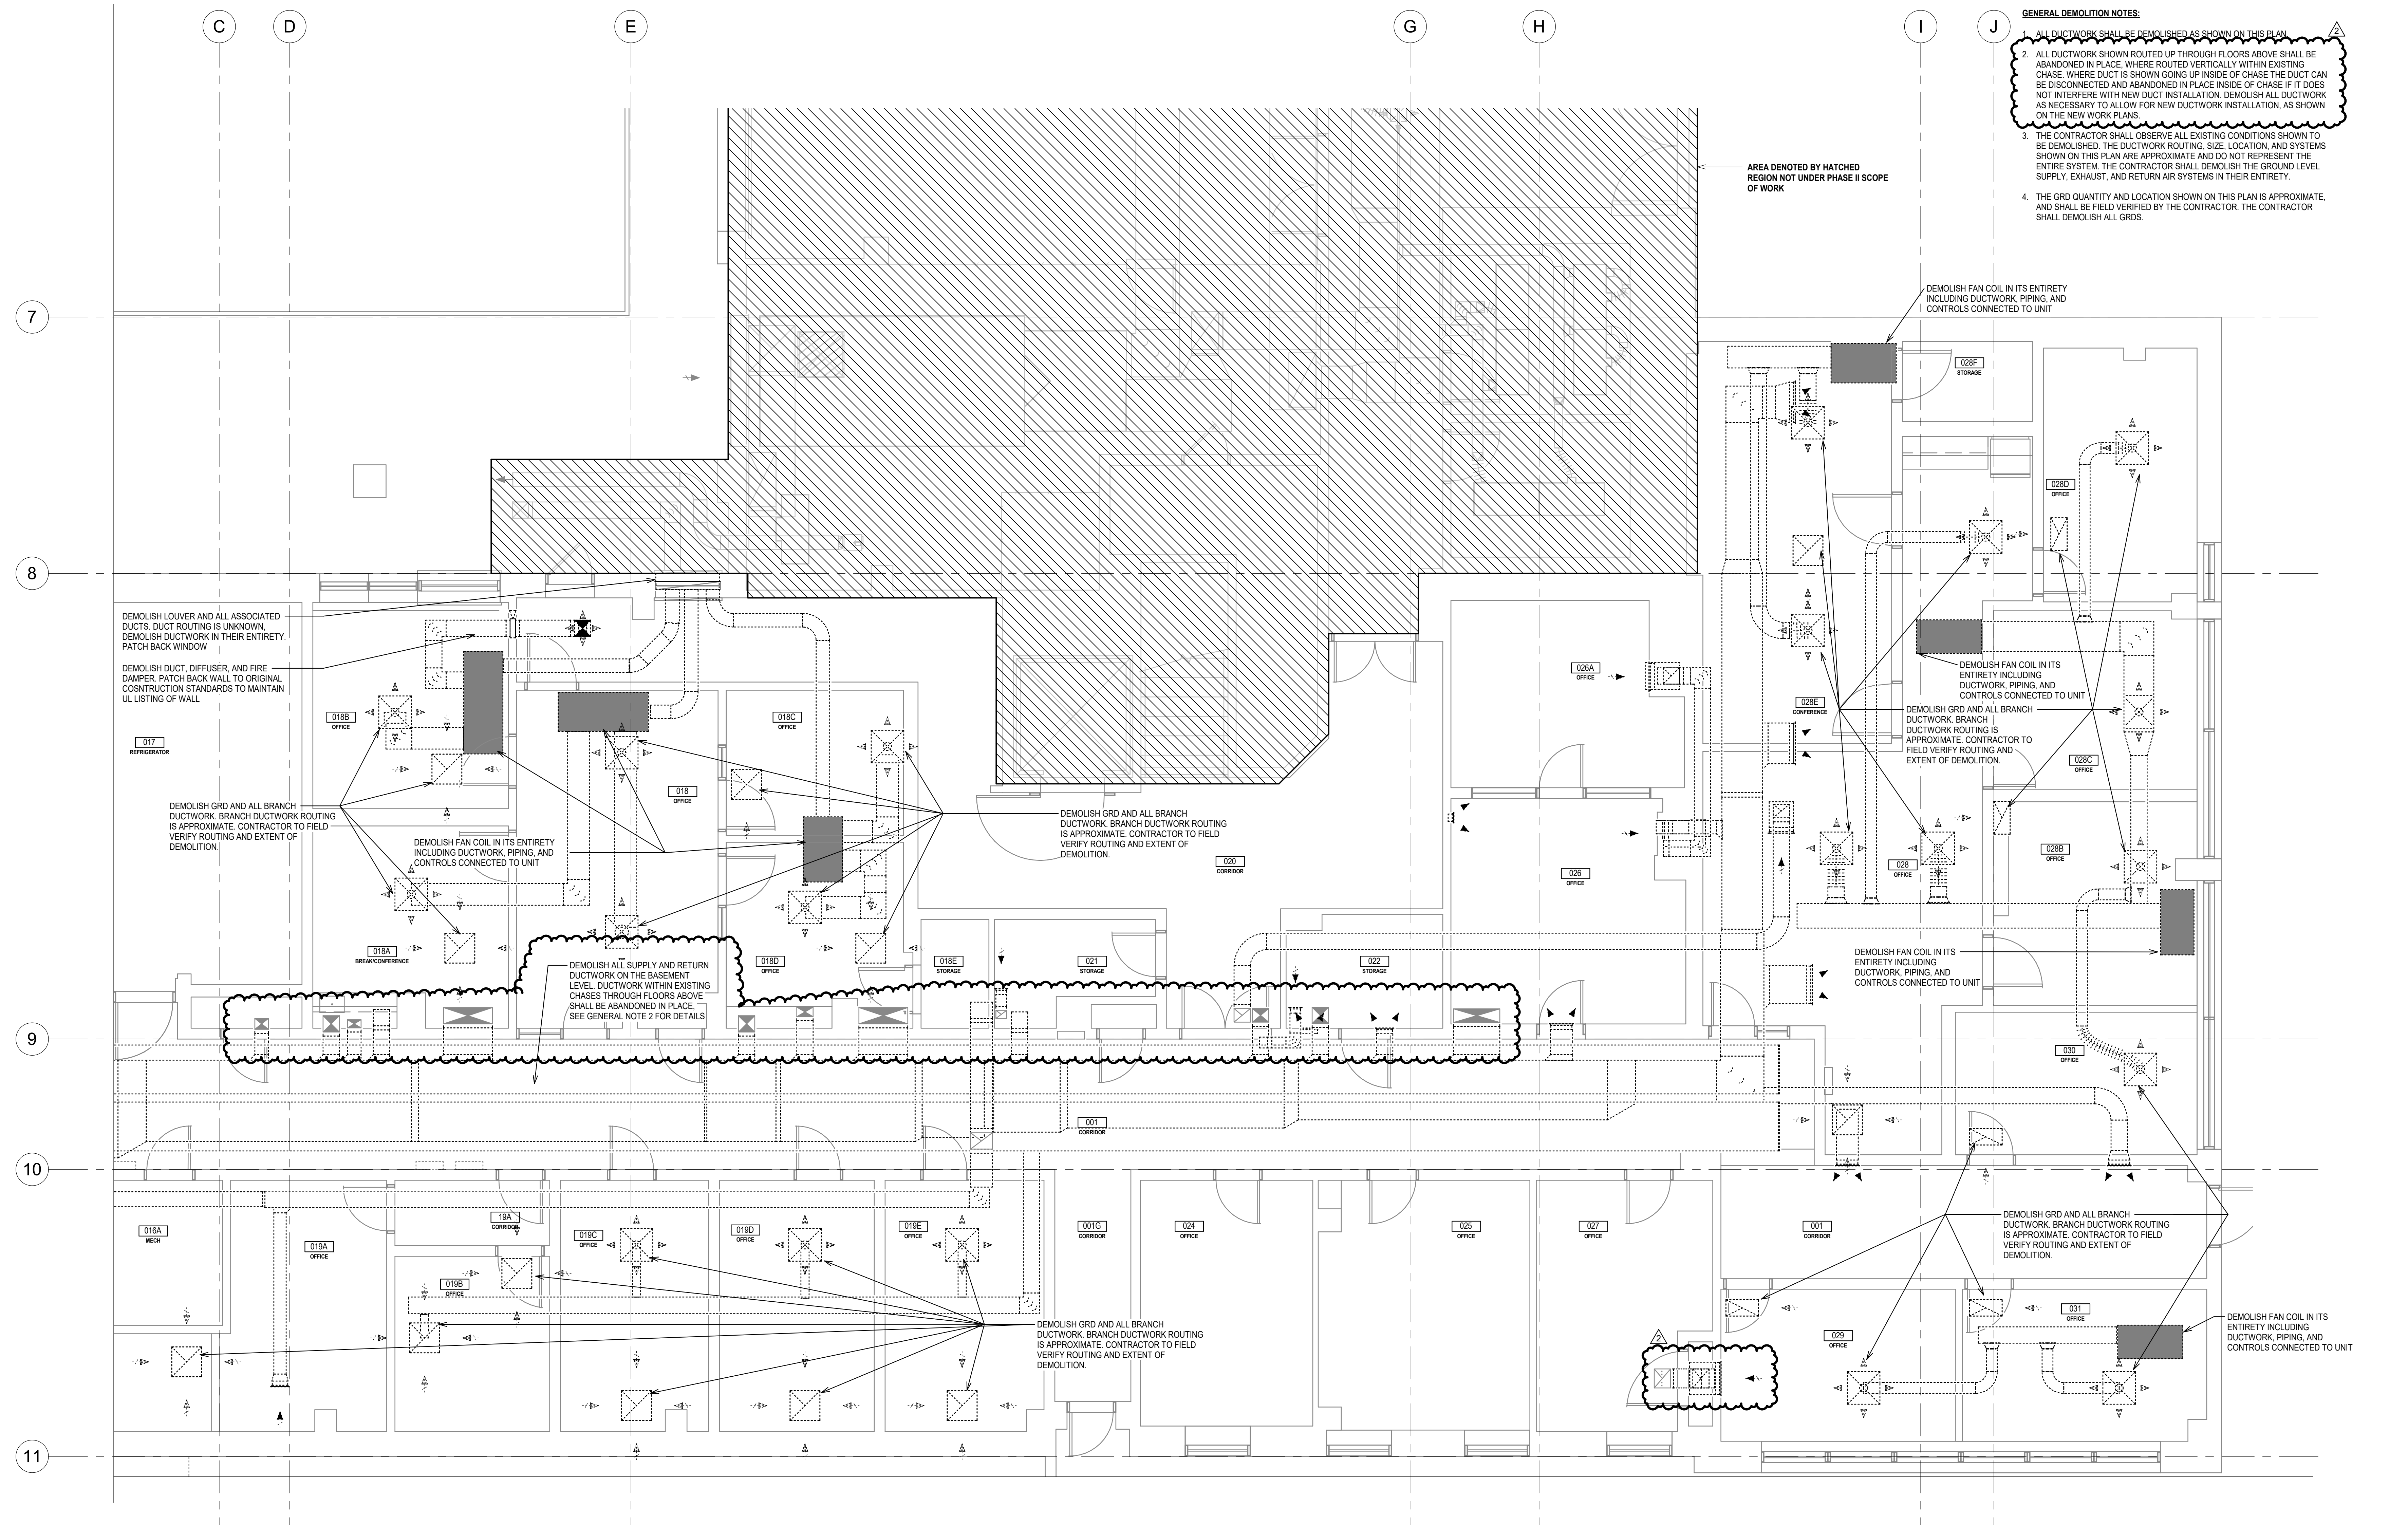 C
D
E
G
H
I
J
7
8
9
10
11
GENERAL DEMOLITION NOTES:
1. ALL DUCTWORK SHALL BE DEMOLISHED AS SHOWN ON THIS PLAN.
2
2. ALL DUCTWORK SHOWN ROUTED UP THROUGH FLOORS ABOVE SHALL BE
ABANDONED IN PLACE, WHERE ROUTED VERTICALLY WITHIN EXISTING
CHASE. WHERE DUCT IS SHOWN GOING UP INSIDE OF CHASE THE DUCT CAN
BE DISCONNECTED AND ABANDONED IN PLACE INSIDE OF CHASE IF IT DOES
NOT INTERFERE WITH NEW DUCT INSTALLATION. DEMOLISH ALL DUCTWORK
AS NECESSARY TO ALLOW FOR NEW DUCTWORK INSTALLATION, AS SHOWN
ON THE NEW WORK PLANS.
3. THE CONTRACTOR SHALL OBSERVE ALL EXISTING CONDITIONS SHOWN TO
BE DEMOLISHED. THE DUCTWORK ROUTING, SIZE, LOCATION, AND SYSTEMS
SHOWN ON THIS PLAN ARE APPROXIMATE AND DO NOT REPRESENT THE
ENTIRE SYSTEM. THE CONTRACTOR SHALL DEMOLISH THE GROUND LEVEL
SUPPLY, EXHAUST, AND RETURN AIR SYSTEMS IN THEIR ENTIRETY.
4. THE GRD QUANTITY AND LOCATION SHOWN ON THIS PLAN IS APPROXIMATE,
AND SHALL BE FIELD VERIFIED BY THE CONTRACTOR. THE CONTRACTOR
SHALL DEMOLISH ALL GRDS.
AREA DENOTED BY HATCHED
REGION NOT UNDER PHASE II SCOPE
OF WORK
DEMOLISH FAN COIL IN ITS ENTIRETY
INCLUDING DUCTWORK, PIPING, AND
CONTROLS CONNECTED TO UNIT
028F
STORAGE
028D
OFFICE
DEMOLISH LOUVER AND ALL ASSOCIATED
DUCTS. DUCT ROUTING IS UNKNOWN,
DEMOLISH DUCTWORK IN THEIR ENTIRETY.
PATCH BACK WINDOW
DEMOLISH DUCT, DIFFUSER, AND FIRE
DAMPER. PATCH BACK WALL TO ORIGINAL
COSNTRUCTION STANDARDS TO MAINTAIN
UL LISTING OF WALL
026A
OFFICE
DEMOLISH FAN COIL IN ITS
ENTIRETY INCLUDING
DUCTWORK, PIPING, AND
CONTROLS CONNECTED TO UNIT
017
REFRIGERATOR
018B
OFFICE
018C
OFFICE
028E
CONFERENCE
DEMOLISH GRD AND ALL BRANCH
DUCTWORK. BRANCH
DUCTWORK ROUTING IS
APPROXIMATE. CONTRACTOR TO
FIELD VERIFY ROUTING AND
EXTENT OF DEMOLITION.
028C
OFFICE
018
OFFICE
DEMOLISH GRD AND ALL BRANCH
DUCTWORK. BRANCH DUCTWORK ROUTING
IS APPROXIMATE. CONTRACTOR TO FIELD
VERIFY ROUTING AND EXTENT OF
DEMOLITION.
DEMOLISH FAN COIL IN ITS ENTIRETY
INCLUDING DUCTWORK, PIPING, AND
CONTROLS CONNECTED TO UNIT
DEMOLISH GRD AND ALL BRANCH
DUCTWORK. BRANCH DUCTWORK ROUTING
IS APPROXIMATE. CONTRACTOR TO FIELD
VERIFY ROUTING AND EXTENT OF
DEMOLITION.
020
CORRIDOR
026
OFFICE
028
OFFICE
028B
OFFICE
018A
BREAK/CONFERENCE
DEMOLISH ALL SUPPLY AND RETURN
DUCTWORK ON THE BASEMENT
LEVEL. DUCTWORK WITHIN EXISTING
CHASES THROUGH FLOORS ABOVE
SHALL BE ABANDONED IN PLACE,
SEE GENERAL NOTE 2 FOR DETAILS
018D
OFFICE
018E
STORAGE
021
STORAGE
022
STORAGE
DEMOLISH FAN COIL IN ITS
ENTIRETY INCLUDING
DUCTWORK, PIPING, AND
CONTROLS CONNECTED TO UNIT
030
OFFICE
001
CORRIDOR
016A
MECH
019A
OFFICE
19A
CORRIDOR
019B
OFFICE
019C
OFFICE
019D
OFFICE
019E
OFFICE
001G
CORRIDOR
024
OFFICE
025
OFFICE
027
OFFICE
001
CORRIDOR
DEMOLISH GRD AND ALL BRANCH
DUCTWORK. BRANCH DUCTWORK ROUTING
IS APPROXIMATE. CONTRACTOR TO FIELD
VERIFY ROUTING AND EXTENT OF
DEMOLITION.
DEMOLISH GRD AND ALL BRANCH
DUCTWORK. BRANCH DUCTWORK ROUTING
IS APPROXIMATE. CONTRACTOR TO FIELD
VERIFY ROUTING AND EXTENT OF
DEMOLITION.
2
029
OFFICE
031
OFFICE
DEMOLISH FAN COIL IN ITS
ENTIRETY INCLUDING
DUCTWORK, PIPING, AND
CONTROLS CONNECTED TO UNIT